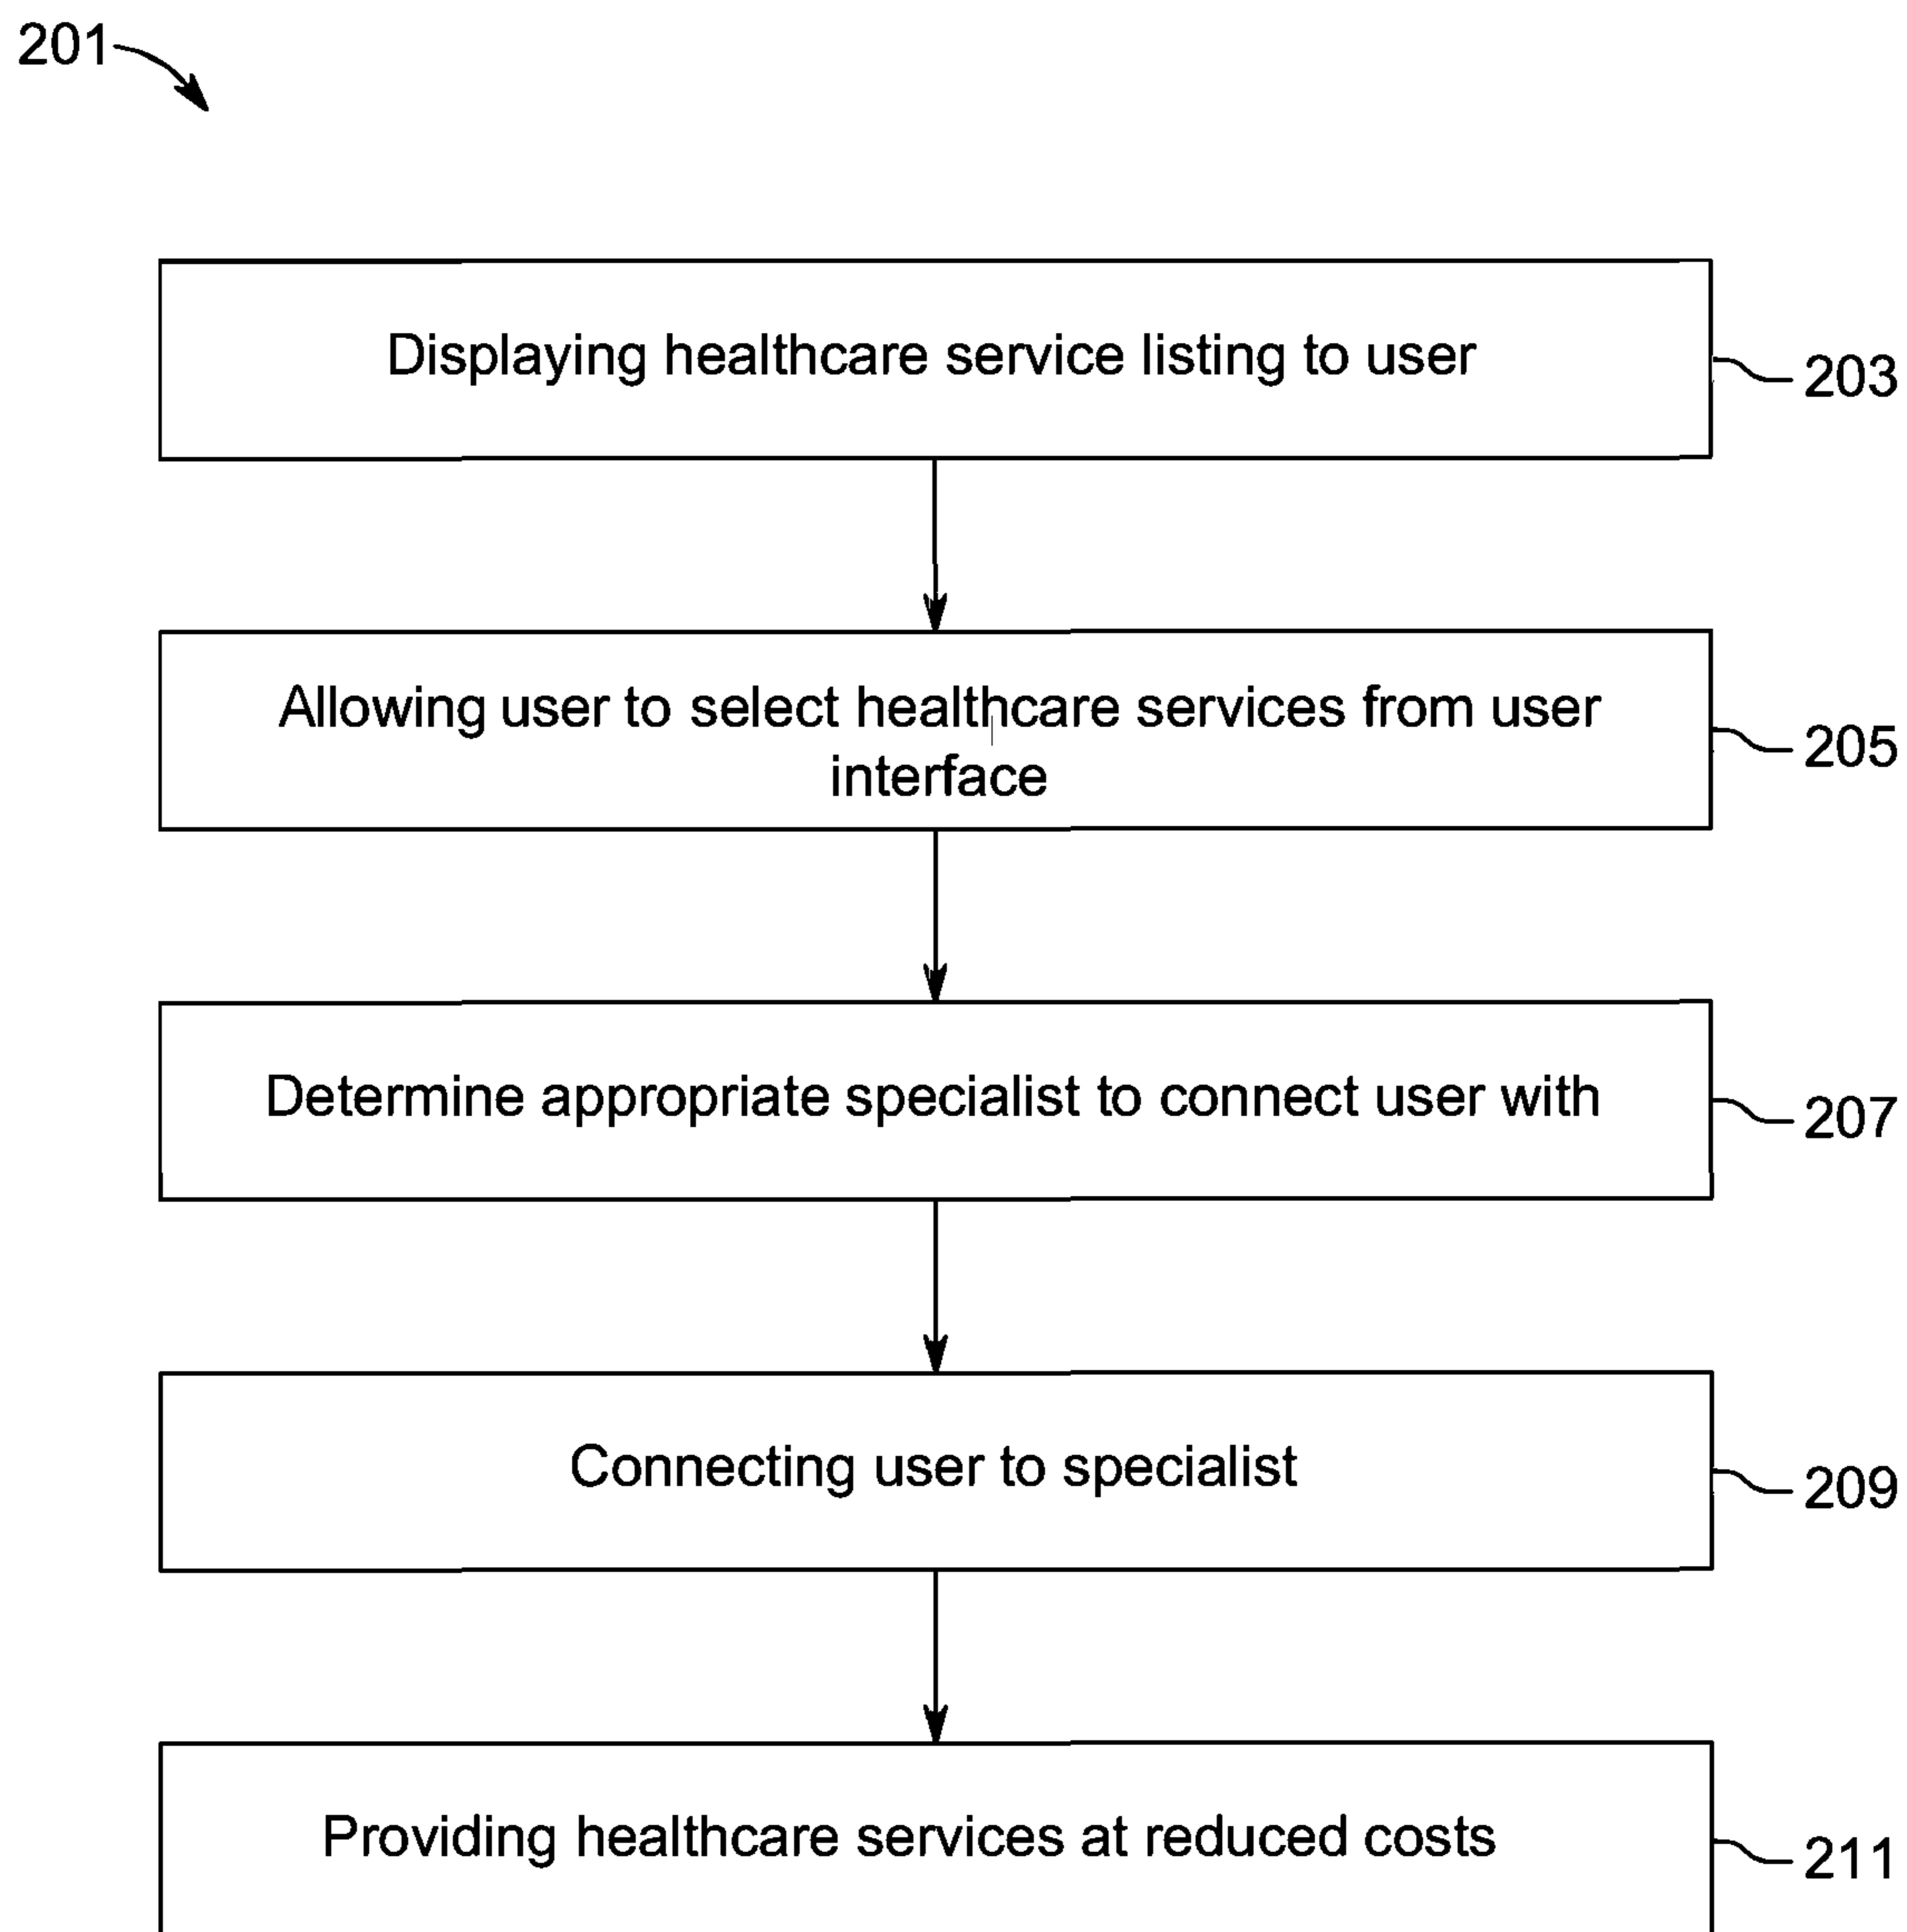 201
Displaying healthcare service listing to user
203
Allowing user to select healthcare services from user
interface
205
Determine appropriate specialist to connect user with
207
Connecting user to specialist
209
Providing healthcare services at reduced costs
211